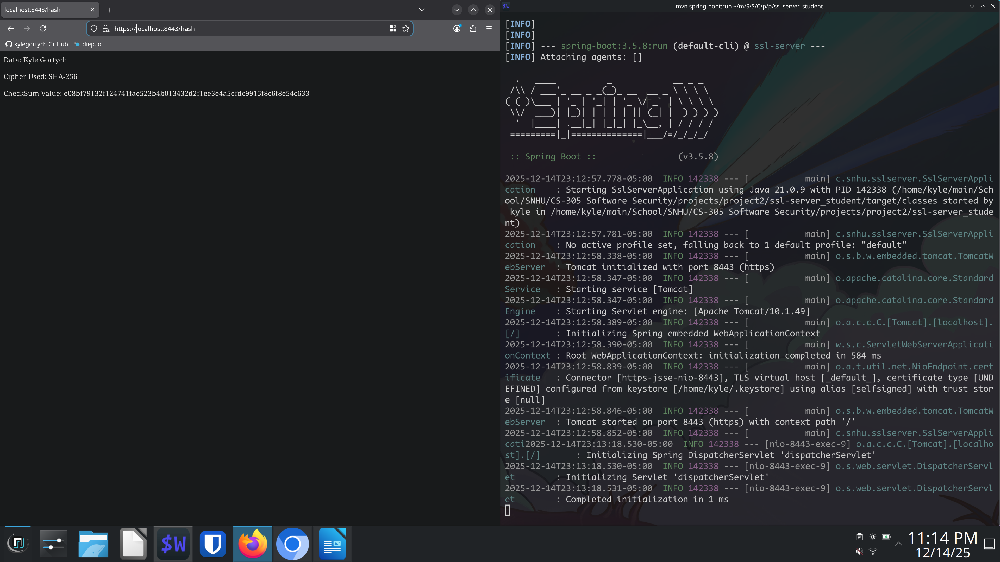 localhost:8443/hash
https://localhost:8443/hash
kylegortych GitHub
diep.io
Data: Kyle Gortych
Cipher Used: SHA-256
CheckSum Value: e08bf79132f124741fae523b4b013432d2f1ee3e4a5efdc9915f8c6f8e54c633
$W
mvn spring-boot:run ~/m/S/S/C/p/p/ssl-server_student
[INFO]
[INFO]
[INFO] --- spring-boot:3.5.8:run (default-cli) @ ssl-server ---
[INFO] Attaching agents: []
  .   ____          _            __ _ _
 /\\ / ___'_ __ _ _(_)_ __  __ _ \ \ \ \
( ( )\___ | '_ | '_| | '_ \/ _` | \ \ \ \
 \\/  ___)| |_)| | | | | || (_| |  ) ) ) )
  '  |____| .__|_| |_|_| |_\__, | / / / /
 =========|_|==============|___/=/_/_/_/
 :: Spring Boot ::                (v3.5.8)
2025-12-14T23:12:57.778-05:00  INFO 142338 --- [           main] c.snhu.sslserver.SslServerAppli
cation    : Starting SslServerApplication using Java 21.0.9 with PID 142338 (/home/kyle/main/Sch
ool/SNHU/CS-305 Software Security/projects/project2/ssl-server_student/target/classes started by
 kyle in /home/kyle/main/School/SNHU/CS-305 Software Security/projects/project2/ssl-server_stude
nt)
2025-12-14T23:12:57.781-05:00  INFO 142338 --- [           main] c.snhu.sslserver.SslServerAppli
cation    : No active profile set, falling back to 1 default profile: "default"
2025-12-14T23:12:58.338-05:00  INFO 142338 --- [           main] o.s.b.w.embedded.tomcat.TomcatW
ebServer  : Tomcat initialized with port 8443 (https)
2025-12-14T23:12:58.347-05:00  INFO 142338 --- [           main] o.apache.catalina.core.Standard
Service   : Starting service [Tomcat]
2025-12-14T23:12:58.347-05:00  INFO 142338 --- [           main] o.apache.catalina.core.Standard
Engine    : Starting Servlet engine: [Apache Tomcat/10.1.49]
2025-12-14T23:12:58.389-05:00  INFO 142338 --- [           main] o.a.c.c.C.[Tomcat].[localhost].
[/]       : Initializing Spring embedded WebApplicationContext
2025-12-14T23:12:58.390-05:00  INFO 142338 --- [           main] w.s.c.ServletWebServerApplicati
onContext : Root WebApplicationContext: initialization completed in 584 ms
2025-12-14T23:12:58.839-05:00  INFO 142338 --- [           main] o.a.t.util.net.NioEndpoint.cert
ificate   : Connector [https-jsse-nio-8443], TLS virtual host [_default_], certificate type [UND
EFINED] configured from keystore [/home/kyle/.keystore] using alias [selfsigned] with trust stor
e [null]
2025-12-14T23:12:58.846-05:00  INFO 142338 --- [           main] o.s.b.w.embedded.tomcat.TomcatW
ebServer  : Tomcat started on port 8443 (https) with context path '/'
2025-12-14T23:12:58.852-05:00  INFO 142338 --- [           main] c.snhu.sslserver.SslServerAppli
cati2025-12-14T23:13:18.530-05:00  INFO 142338 --- [nio-8443-exec-9] o.a.c.c.C.[Tomcat].[localho
st].[/]       : Initializing Spring DispatcherServlet 'dispatcherServlet'
2025-12-14T23:13:18.530-05:00  INFO 142338 --- [nio-8443-exec-9] o.s.web.servlet.DispatcherServl
et        : Initializing Servlet 'dispatcherServlet'
2025-12-14T23:13:18.531-05:00  INFO 142338 --- [nio-8443-exec-9] o.s.web.servlet.DispatcherServl
et        : Completed initialization in 1 ms
$W
11:14 PM
12/14/25